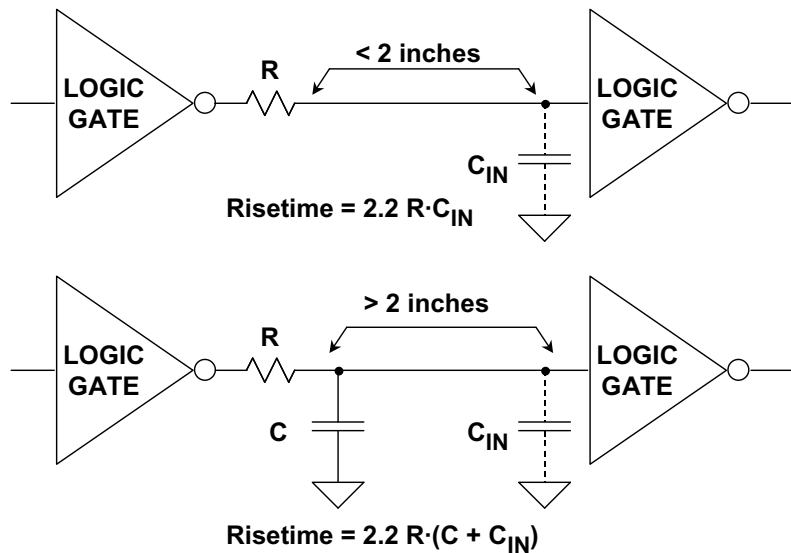 < 2 inches
R
LOGIC
GATE
LOGIC
GATE
C_IN
Risetime = 2.2 R·C_IN
> 2 inches
R
LOGIC
GATE
LOGIC
GATE
C
C_IN
Risetime = 2.2 R·(C + C_IN)